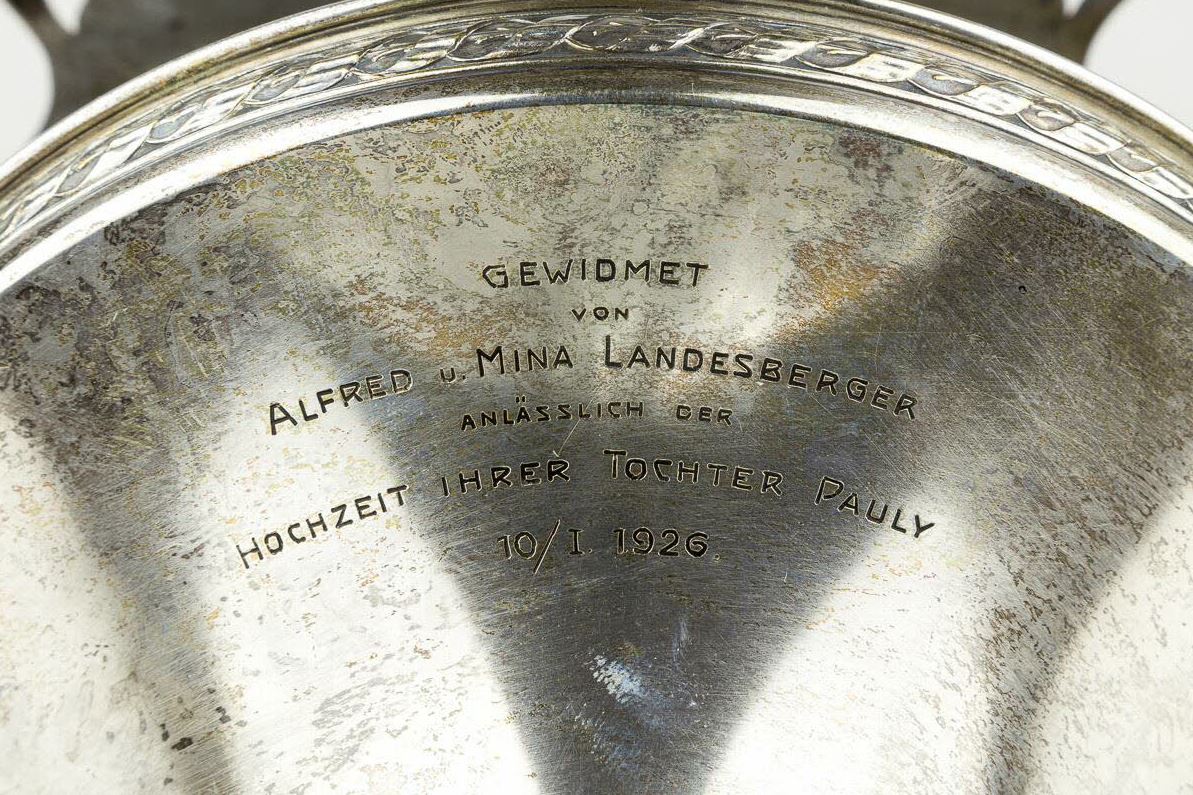 GEWIDMET
VON
ALFRED u. MINA LANDESBERGER
ANLÄSSLICH DER
HOCHZEIT IHRER TOCHTER PAULY
10/I. 1926.